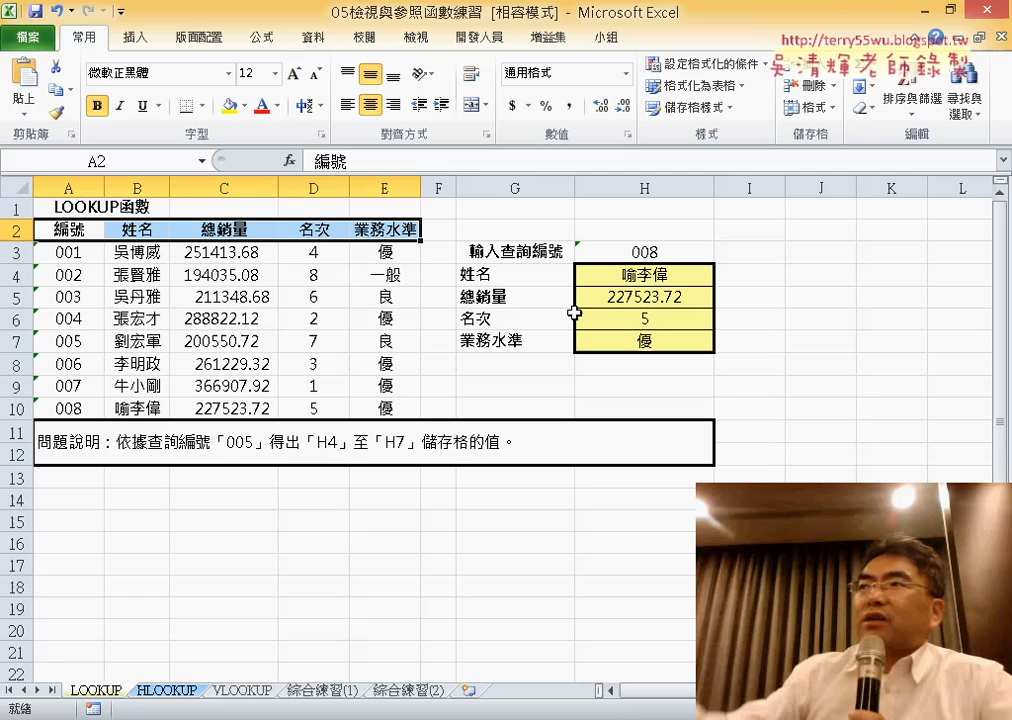 05檢視與參照函數練習 [相容模式] - Microsoft Excel
檔案 常用 插入 版面配置 公式 資料 校閱 檢視 開發人員 增益集 小組
http://terry55wu.blogspot.tw
吳清輝老師錄製
貼上
微軟正黑體 12
B I U
通用格式
$ % ,
設定格式化的條件
格式化為表格
儲存格樣式
刪除
格式
排序與篩選 尋找與選取
剪貼簿 字型 對齊方式 數值 樣式 儲存格 編輯
A2 fx 編號
A B C D E F G H I J K L
1 LOOKUP函數
2 編號 姓名 總銷量 名次 業務水準
3 001 吳博威 251413.68 4 優 輸入查詢編號 008
4 002 張賢雅 194035.08 8 一般 姓名 喻李偉
5 003 吳丹雅 211348.68 6 良 總銷量 227523.72
6 004 張宏才 288822.12 2 優 名次 5
7 005 劉宏軍 200550.72 7 良 業務水準 優
8 006 李明政 261229.32 3 優
9 007 牛小剛 366907.92 1 優
10 008 喻李偉 227523.72 5 優
11 問題說明：依據查詢編號「005」得出「H4」至「H7」儲存格的值。
12
13
14
15
16
17
18
19
20
21
22
LOOKUP HLOOKUP VLOOKUP 綜合練習(1) 綜合練習(2)
就緒